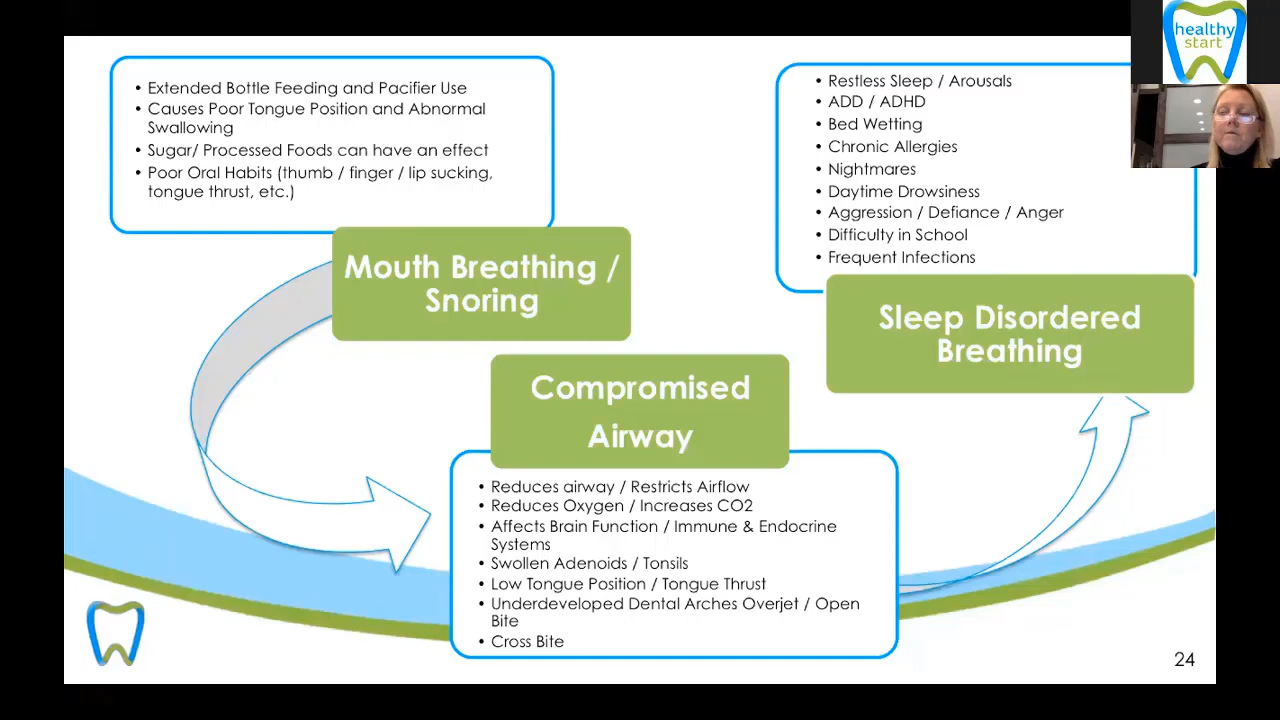 healthy
start
• Extended Bottle Feeding and Pacifier Use
• Causes Poor Tongue Position and Abnormal
Swallowing
• Sugar/ Processed Foods can have an effect
• Poor Oral Habits (thumb / finger / lip sucking,
tongue thrust, etc.)
Mouth Breathing /
Snoring
Compromised
Airway
• Reduces airway / Restricts Airflow
• Reduces Oxygen / Increases CO2
• Affects Brain Function / Immune & Endocrine
Systems
• Swollen Adenoids / Tonsils
• Low Tongue Position / Tongue Thrust
• Underdeveloped Dental Arches Overjet / Open
Bite
• Cross Bite
• Restless Sleep / Arousals
• ADD / ADHD
• Bed Wetting
• Chronic Allergies
• Nightmares
• Daytime Drowsiness
• Aggression / Defiance / Anger
• Difficulty in School
• Frequent Infections
Sleep Disordered
Breathing
24